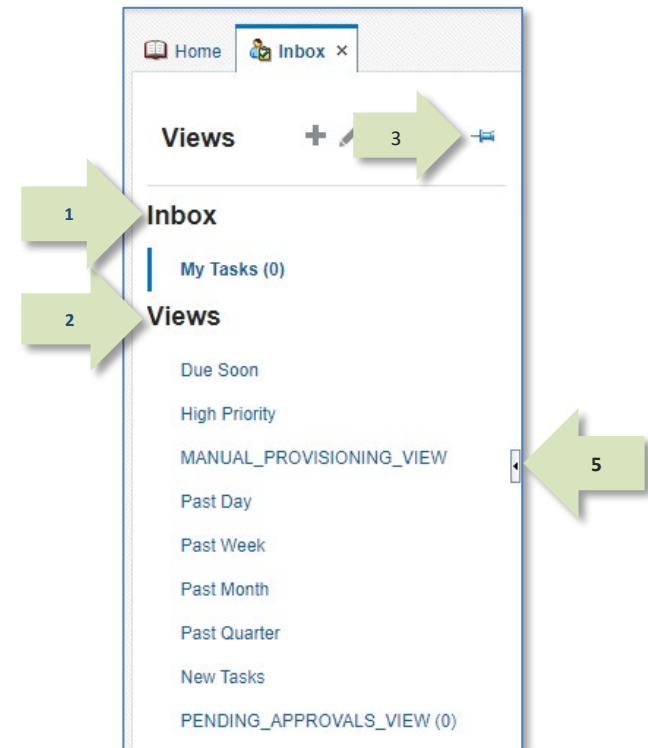 Home Inbox ×
Views 3
1 Inbox
My Tasks (0)
2 Views
Due Soon
High Priority
MANUAL_PROVISIONING_VIEW 5
Past Day
Past Week
Past Month
Past Quarter
New Tasks
PENDING_APPROVALS_VIEW (0)